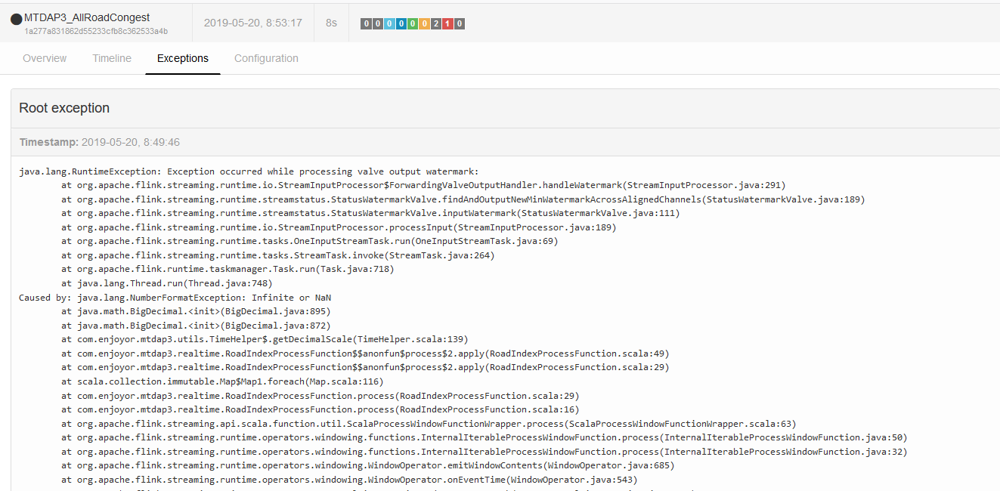 MTDAP3_AllRoadCongest
1a277a831862d55233cfb8c362533a4b
2019-05-20, 8:53:17
8s
0 0 0 0 0 0 2 1 0
Overview Timeline Exceptions Configuration
Root exception
Timestamp: 2019-05-20, 8:49:46
java.lang.RuntimeException: Exception occurred while processing valve output watermark:
at org.apache.flink.streaming.runtime.io.StreamInputProcessor$ForwardingValveOutputHandler.handleWatermark(StreamInputProcessor.java:291)
at org.apache.flink.streaming.runtime.streamstatus.StatusWatermarkValve.findAndOutputNewMinWatermarkAcrossAlignedChannels(StatusWatermarkValve.java:189)
at org.apache.flink.streaming.runtime.streamstatus.StatusWatermarkValve.inputWatermark(StatusWatermarkValve.java:111)
at org.apache.flink.streaming.runtime.io.StreamInputProcessor.processInput(StreamInputProcessor.java:189)
at org.apache.flink.streaming.runtime.tasks.OneInputStreamTask.run(OneInputStreamTask.java:69)
at org.apache.flink.streaming.runtime.tasks.StreamTask.invoke(StreamTask.java:264)
at org.apache.flink.runtime.taskmanager.Task.run(Task.java:718)
at java.lang.Thread.run(Thread.java:748)
Caused by: java.lang.NumberFormatException: Infinite or NaN
at java.math.BigDecimal.<init>(BigDecimal.java:895)
at java.math.BigDecimal.<init>(BigDecimal.java:872)
at com.enjoyor.mtdap3.utils.TimeHelper$.getDecimalScale(TimeHelper.scala:139)
at com.enjoyor.mtdap3.realtime.RoadIndexProcessFunction$$anonfun$process$2.apply(RoadIndexProcessFunction.scala:49)
at com.enjoyor.mtdap3.realtime.RoadIndexProcessFunction$$anonfun$process$2.apply(RoadIndexProcessFunction.scala:29)
at scala.collection.immutable.Map$Map1.foreach(Map.scala:116)
at com.enjoyor.mtdap3.realtime.RoadIndexProcessFunction.process(RoadIndexProcessFunction.scala:29)
at com.enjoyor.mtdap3.realtime.RoadIndexProcessFunction.process(RoadIndexProcessFunction.scala:16)
at org.apache.flink.streaming.api.scala.function.util.ScalaProcessWindowFunctionWrapper.process(ScalaProcessWindowFunctionWrapper.scala:63)
at org.apache.flink.streaming.runtime.operators.windowing.functions.InternalIterableProcessWindowFunction.process(InternalIterableProcessWindowFunction.java:50)
at org.apache.flink.streaming.runtime.operators.windowing.functions.InternalIterableProcessWindowFunction.process(InternalIterableProcessWindowFunction.java:32)
at org.apache.flink.streaming.runtime.operators.windowing.WindowOperator.emitWindowContents(WindowOperator.java:685)
at org.apache.flink.streaming.runtime.operators.windowing.WindowOperator.onEventTime(WindowOperator.java:543)